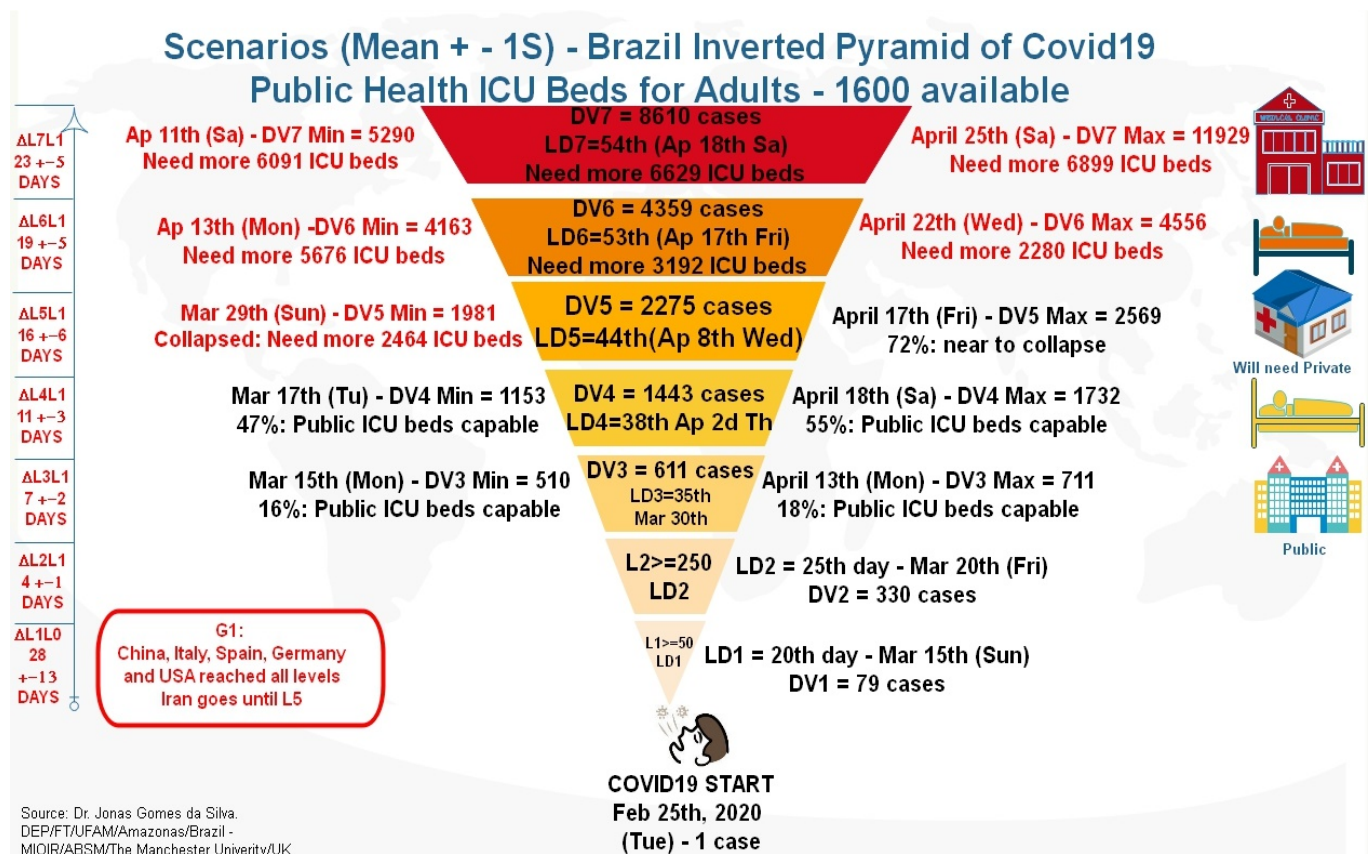 Scenarios (Mean + - 1S) - Brazil Inverted Pyramid of Covid19
Public Health ICU Beds for Adults - 1600 available
ΔL7L1
23 +−5
DAYS
Ap 11th (Sa) - DV7 Min = 5290
Need more 6091 ICU beds
DV7 = 8610 cases
LD7=54th (Ap 18th Sa)
Need more 6629 ICU beds
April 25th (Sa) - DV7 Max = 11929
Need more 6899 ICU beds
MEDICAL CLINIC
ΔL6L1
19 +−5
DAYS
Ap 13th (Mon) -DV6 Min = 4163
Need more 5676 ICU beds
DV6 = 4359 cases
LD6=53th (Ap 17th Fri)
Need more 3192 ICU beds
April 22th (Wed) - DV6 Max = 4556
Need more 2280 ICU beds
ΔL5L1
16 +−6
DAYS
Mar 29th (Sun) - DV5 Min = 1981
Collapsed: Need more 2464 ICU beds
DV5 = 2275 cases
LD5=44th(Ap 8th Wed)
April 17th (Fri) - DV5 Max = 2569
72%: near to collapse
Will need Private
ΔL4L1
11 +−3
DAYS
Mar 17th (Tu) - DV4 Min = 1153
47%: Public ICU beds capable
DV4 = 1443 cases
LD4=38th Ap 2d Th
April 18th (Sa) - DV4 Max = 1732
55%: Public ICU beds capable
ΔL3L1
7 +−2
DAYS
Mar 15th (Mon) - DV3 Min = 510
16%: Public ICU beds capable
DV3 = 611 cases
LD3=35th
Mar 30th
April 13th (Mon) - DV3 Max = 711
18%: Public ICU beds capable
Public
ΔL2L1
4 +−1
DAYS
L2>=250
LD2
LD2 = 25th day - Mar 20th (Fri)
DV2 = 330 cases
ΔL1L0
28
+−13
DAYS
G1:
China, Italy, Spain, Germany
and USA reached all levels
Iran goes until L5
L1>=50
LD1
LD1 = 20th day - Mar 15th (Sun)
DV1 = 79 cases
COVID19 START
Feb 25th, 2020
(Tue) - 1 case
Source: Dr. Jonas Gomes da Silva.
DEP/FT/UFAM/Amazonas/Brazil -
MIOIR/ABSM/The Manchester Univerity/UK